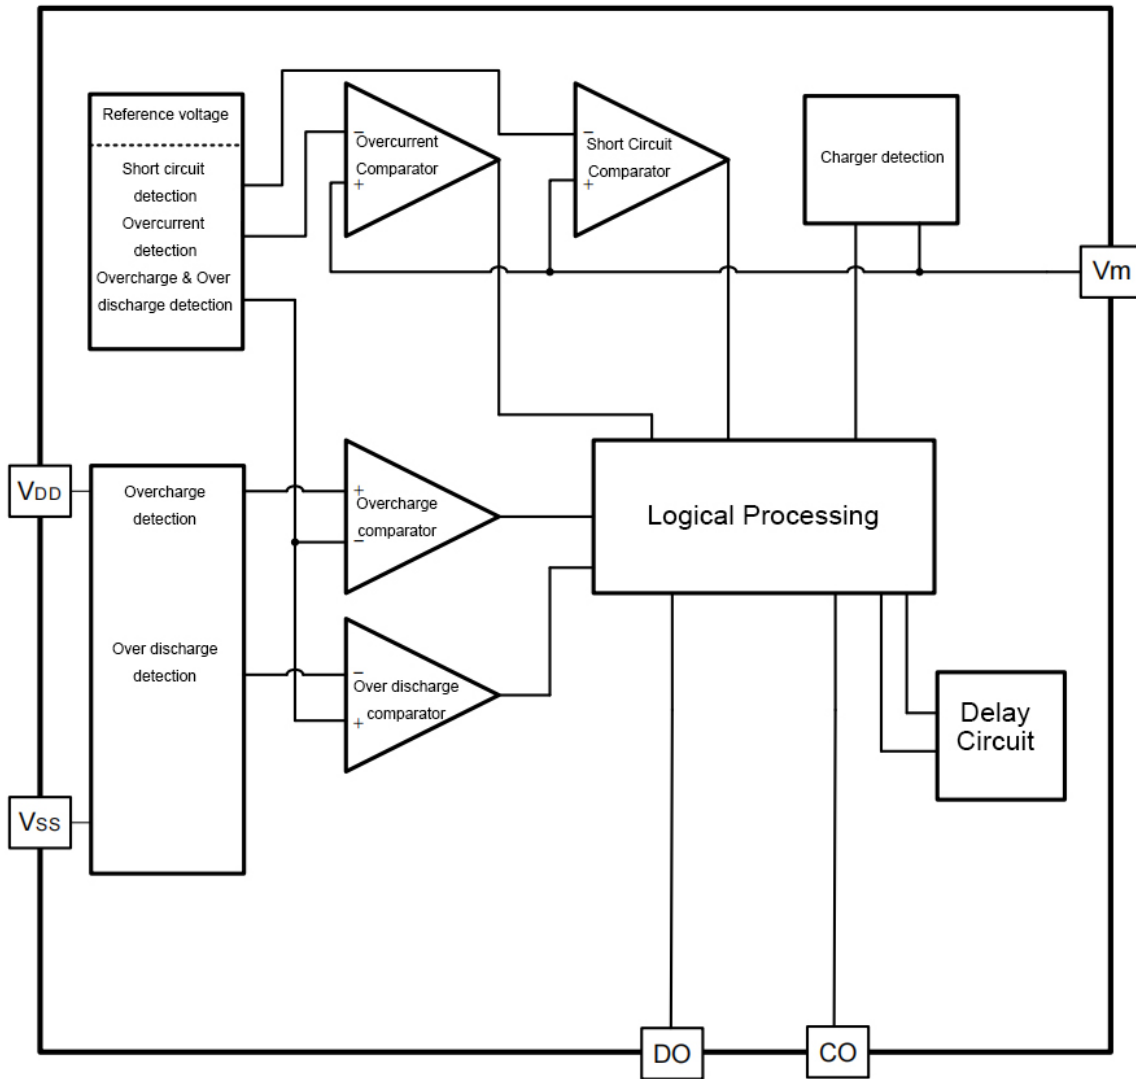 Reference voltage
Short circuit
detection
Overcurrent
detection
Overcharge & Over
discharge detection
−
Overcurrent
Comparator
+
−
Short Circuit
Comparator
+
Charger detection
Vm
VDD
Overcharge
detection
+
Overcharge
comparator
−
Logical Processing
Over discharge
detection
−
Over discharge
comparator
+
Delay
Circuit
VSS
DO
CO